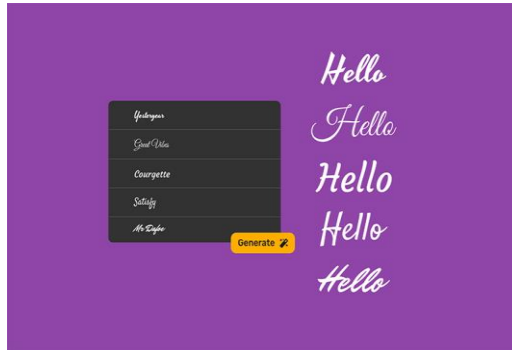 Yesteryear
Great Vibes
Courgette
Satisfy
Mr Dafoe
Generate
Hello
Hello
Hello
Hello
Hello